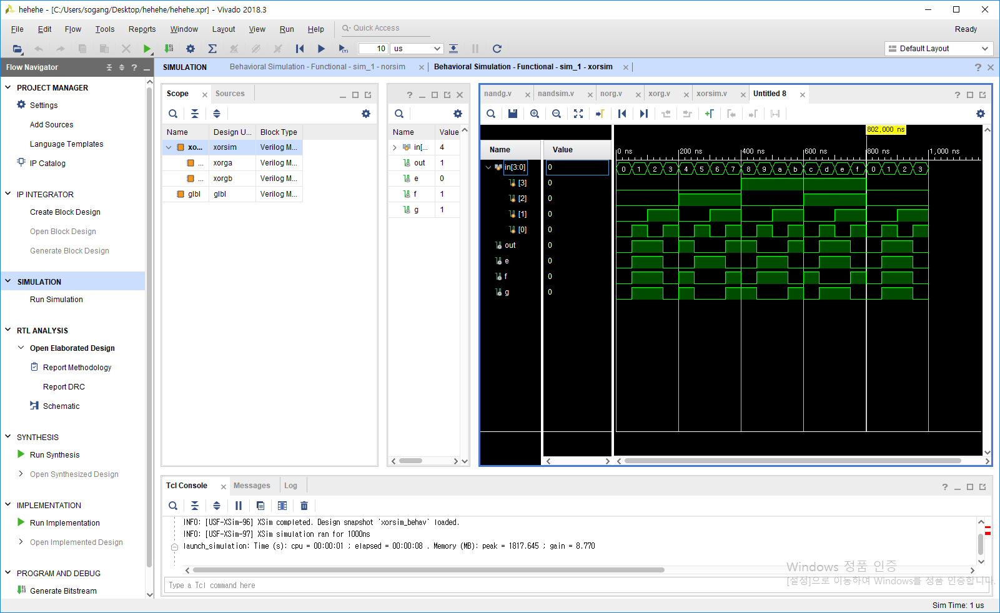 hehehe - [C:/Users/sogang/Desktop/hehehe/hehehe.xpr] - Vivado 2018.3
File Edit Flow Tools Reports Window Layout View Run Help Quick Access Ready
10 us Default Layout
Flow Navigator
SIMULATION Behavioral Simulation - Functional - sim_1 - norsim Behavioral Simulation - Functional - sim_1 - xorsim
PROJECT MANAGER
Settings
Add Sources
Language Templates
IP Catalog
IP INTEGRATOR
Create Block Design
Open Block Design
Generate Block Design
SIMULATION
Run Simulation
RTL ANALYSIS
Open Elaborated Design
Report Methodology
Report DRC
Schematic
SYNTHESIS
Run Synthesis
Open Synthesized Design
IMPLEMENTATION
Run Implementation
Open Implemented Design
PROGRAM AND DEBUG
Generate Bitstream
Scope Sources
Name Design U... Block Type
xo... xorsim Verilog M...
... xorga Verilog M...
... xorgb Verilog M...
glbl glbl Verilog M...
Name Value
in[... 4
out 1
e 0
f 1
g 1
nandg.v nandsim.v norg.v xorg.v xorsim.v Untitled 8
802,000 ns
Name Value
0 ns 200 ns 400 ns 600 ns 800 ns 1,000 ns
in[3:0] 0 0 1 2 3 4 5 6 7 8 9 a b c d e f 0 1 2 3
[3] 0
[2] 0
[1] 0
[0] 0
out 0
e 0
f 0
g 0
Tcl Console Messages Log
INFO: [USF-XSim-96] XSim completed. Design snapshot 'xorsim_behav' loaded.
INFO: [USF-XSim-97] XSim simulation ran for 1000ns
launch_simulation: Time (s): cpu = 00:00:01 ; elapsed = 00:00:08 . Memory (MB): peak = 1817.645 ; gain = 8.770
Type a Tcl command here
Windows 정품 인증
[설정]으로 이동하여 Windows를 정품 인증합니다.
Sim Time: 1 us